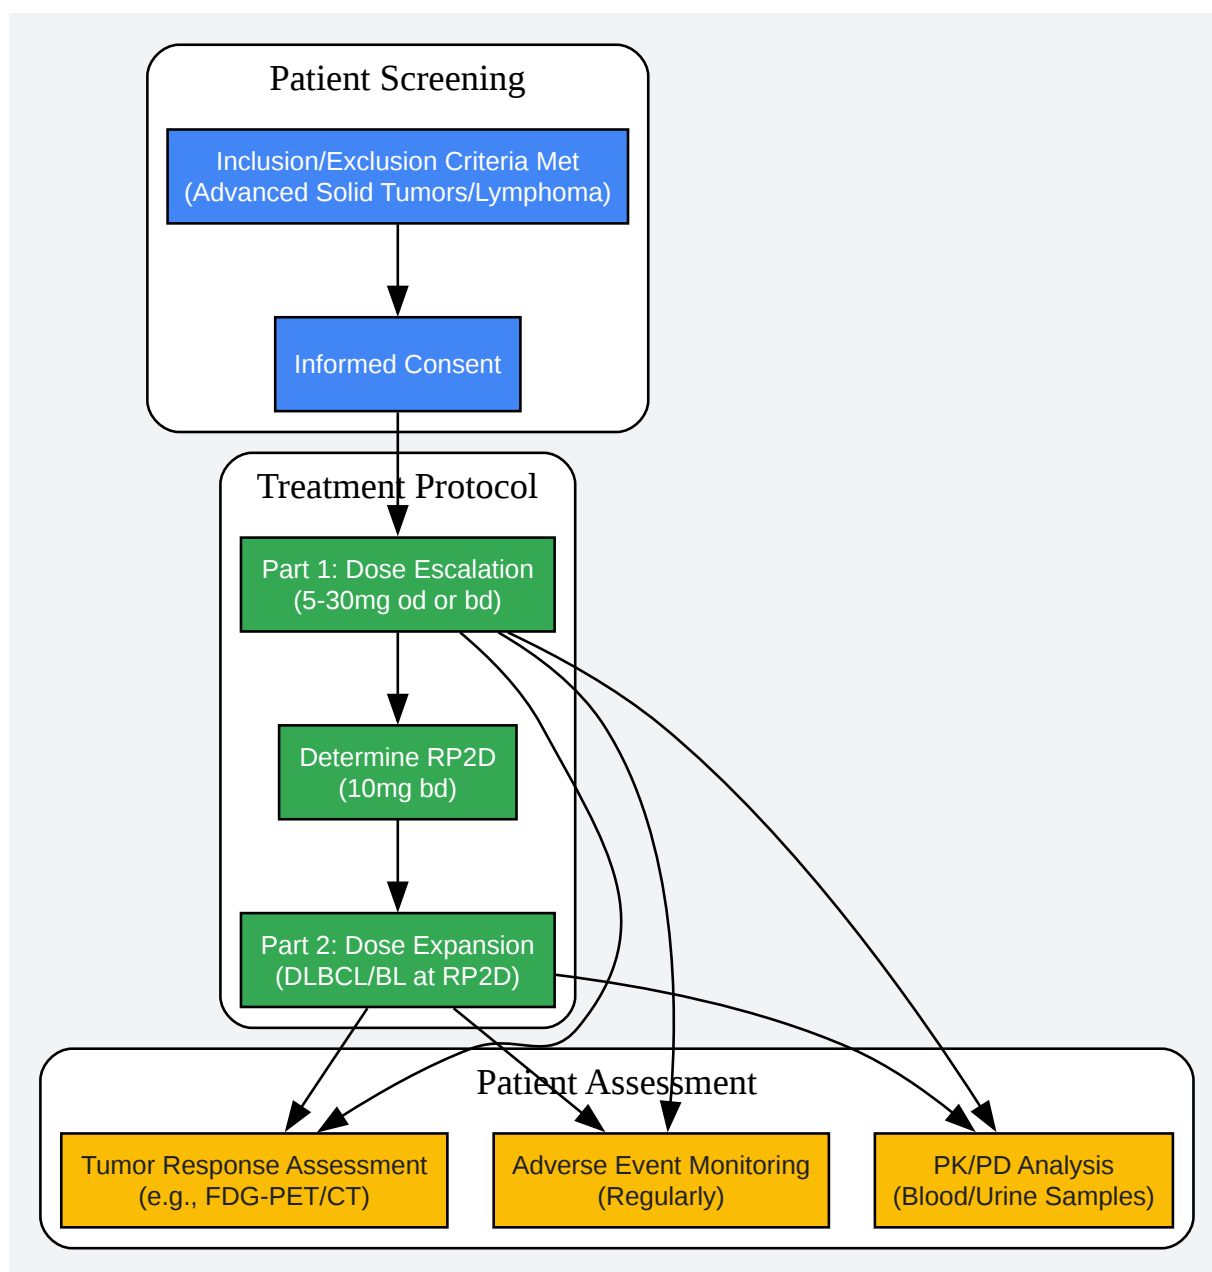 Patient Screening
Inclusion/Exclusion Criteria Met
(Advanced Solid Tumors/Lymphoma)
Informed Consent
Treatment Protocol
Part 1: Dose Escalation
(5-30mg od or bd)
Determine RP2D
(10mg bd)
Part 2: Dose Expansion
(DLBCL/BL at RP2D)
Patient Assessment
Tumor Response Assessment
(e.g., FDG-PET/CT)
Adverse Event Monitoring
(Regularly)
PK/PD Analysis
(Blood/Urine Samples)